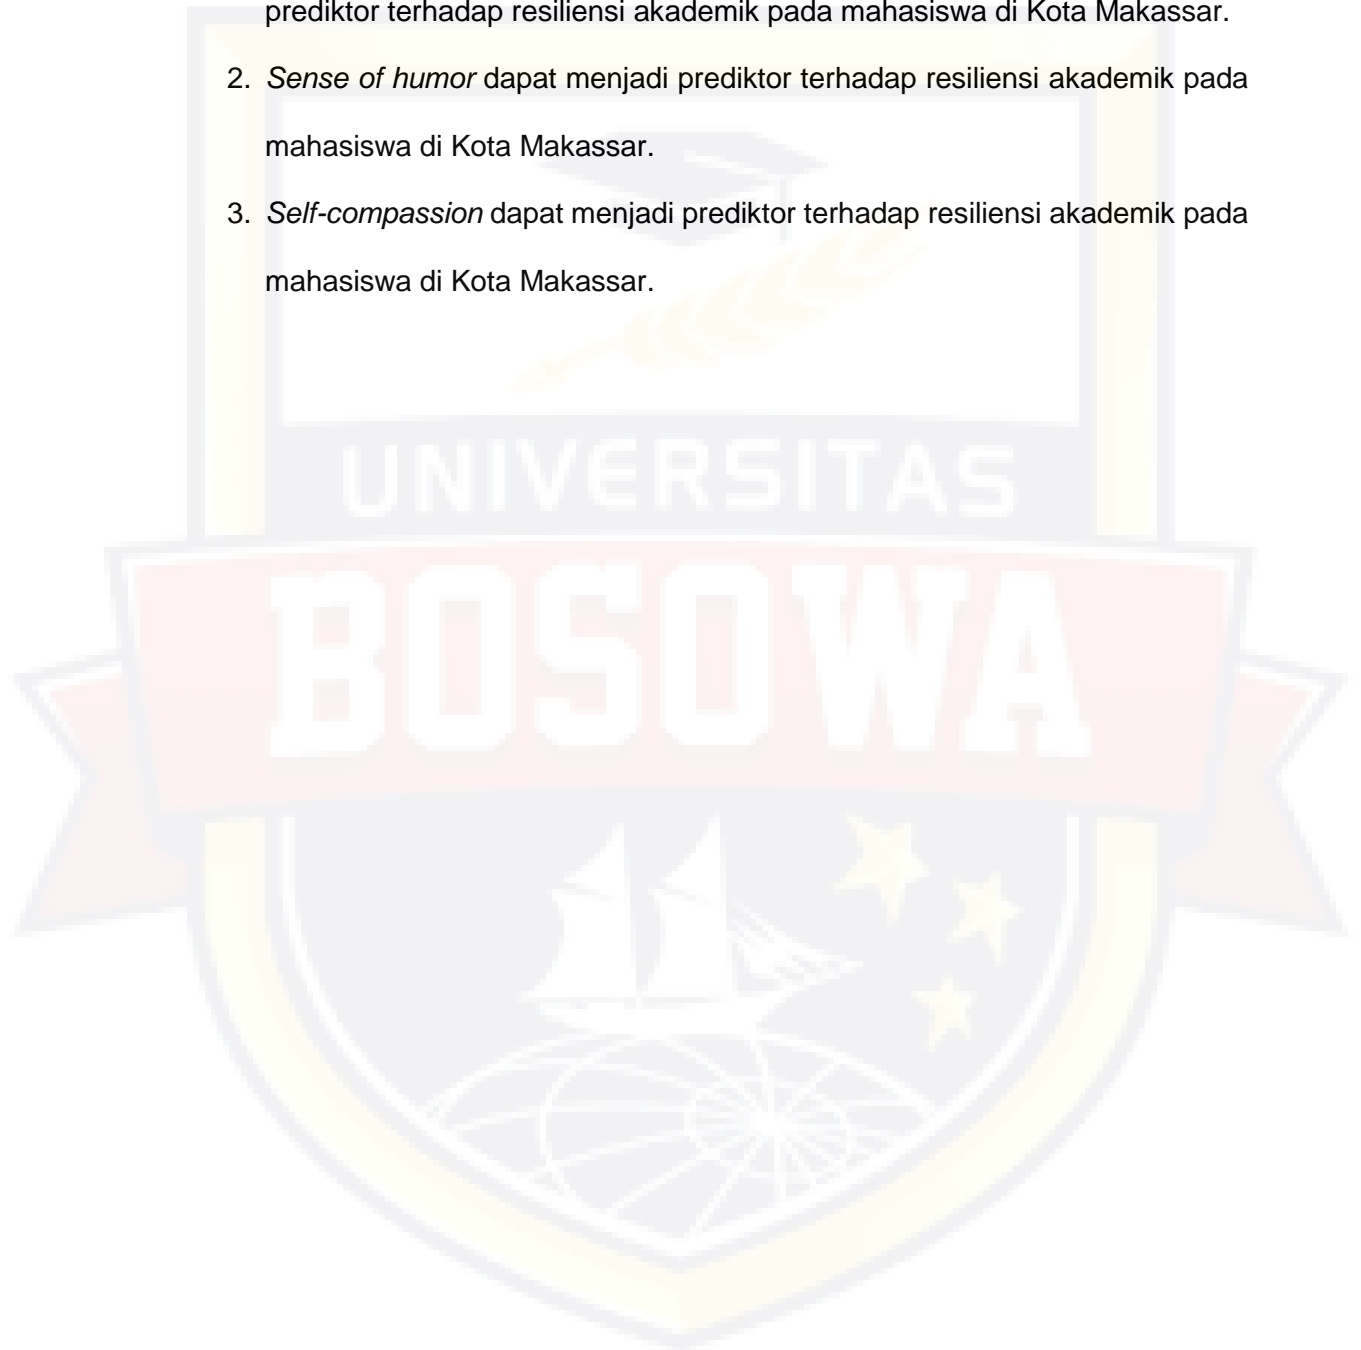 prediktor terhadap resiliensi akademik pada mahasiswa di Kota Makassar.
2. Sense of humor dapat menjadi prediktor terhadap resiliensi akademik pada
mahasiswa di Kota Makassar.
3. Self-compassion dapat menjadi prediktor terhadap resiliensi akademik pada
mahasiswa di Kota Makassar.
UNIVERSITAS
BOSOWA